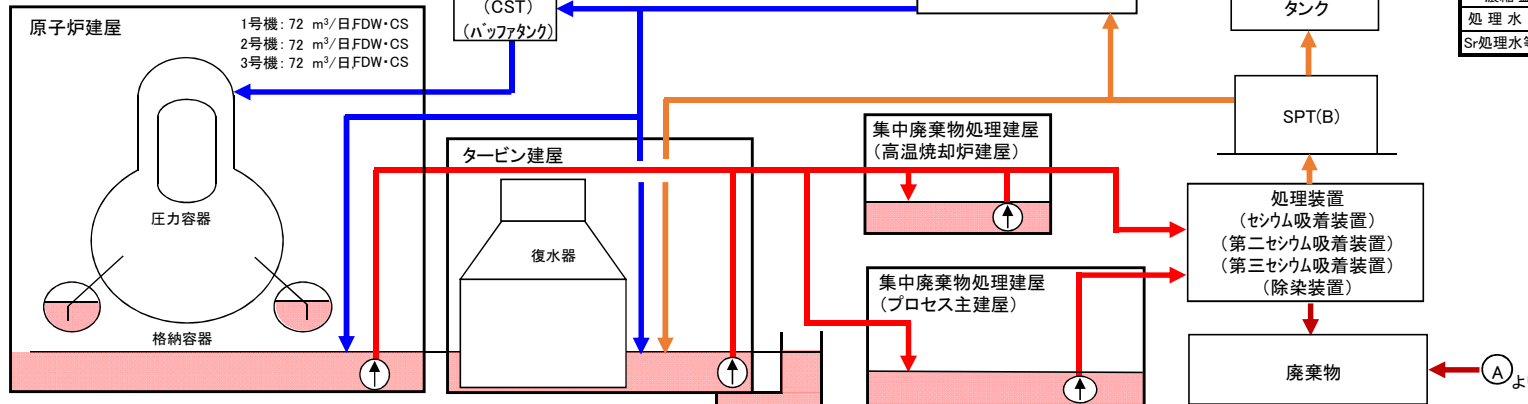 原子炉建屋
1号機: 72 m³/日,FDW・CS
2号機: 72 m³/日,FDW・CS
3号機: 72 m³/日,FDW・CS
圧力容器
格納容器
(CST)
(バッファタンク)
タービン建屋
復水器
集中廃棄物処理建屋
(高温焼却炉建屋)
集中廃棄物処理建屋
(プロセス主建屋)
タンク
SPT(B)
処理装置
(セシウム吸着装置)
(第二セシウム吸着装置)
(第三セシウム吸着装置)
(除染装置)
廃棄物
A
処理水
Sr処理水等